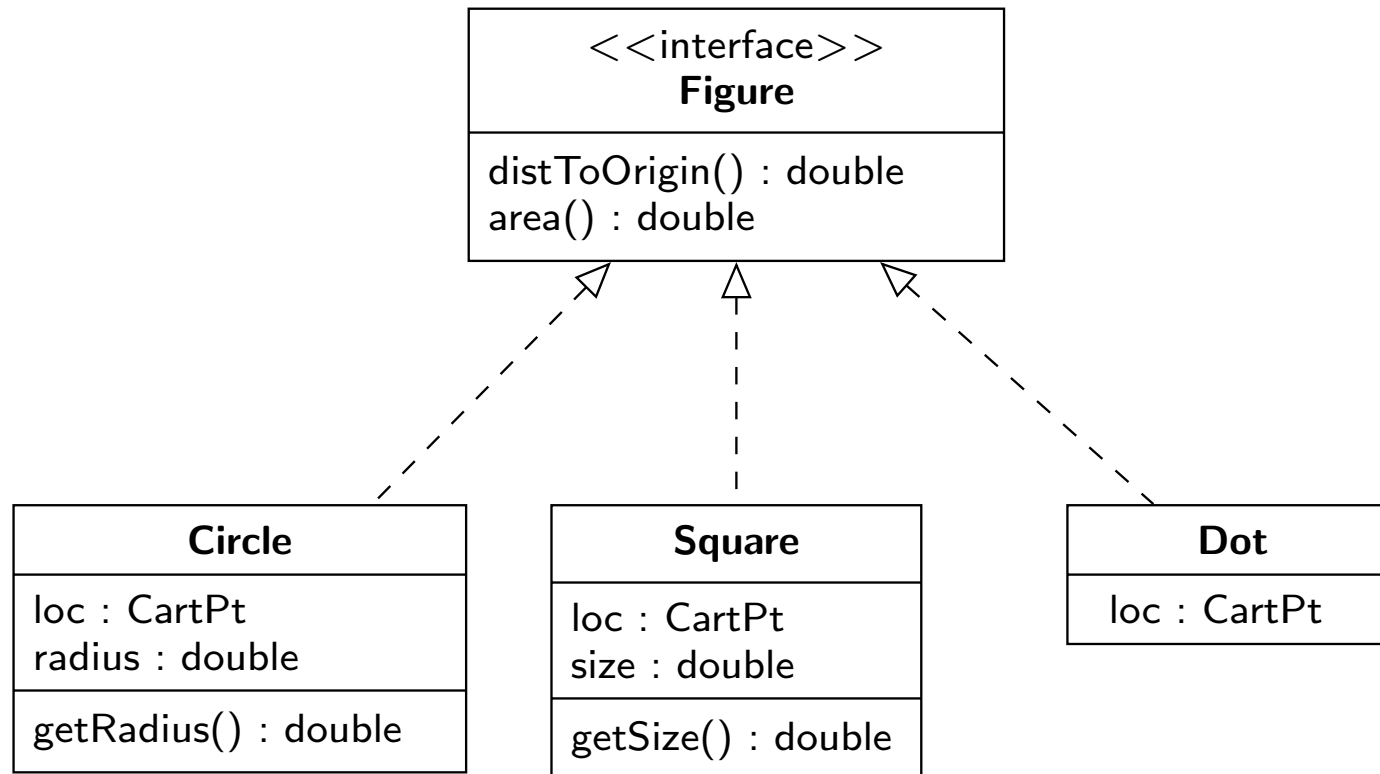 <<interface>>
Figure
distToOrigin() : double
area() : double
Circle
loc : CartPt
radius : double
getRadius() : double
Square
loc : CartPt
size : double
getSize() : double
Dot
loc : CartPt